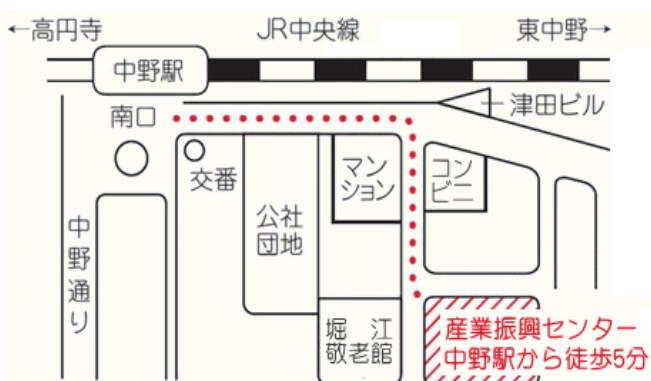 ←高円寺
JR中央線
東中野→
中野駅
南口
津田ビル
交番
マン
ション
コン
ビニ
公社
団地
中野通り
堀江
敬老館
産業振興センター
中野駅から徒歩5分